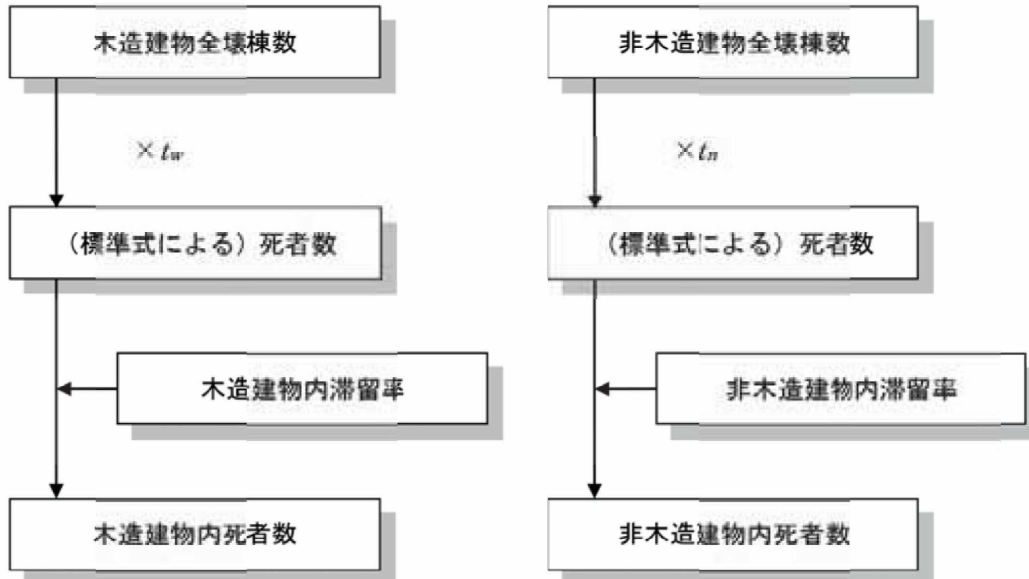 木造建物全壊棟数
× tw
（標準式による）死者数
木造建物内滞留率
木造建物内死者数
非木造建物全壊棟数
× tn
（標準式による）死者数
非木造建物内滞留率
非木造建物内死者数